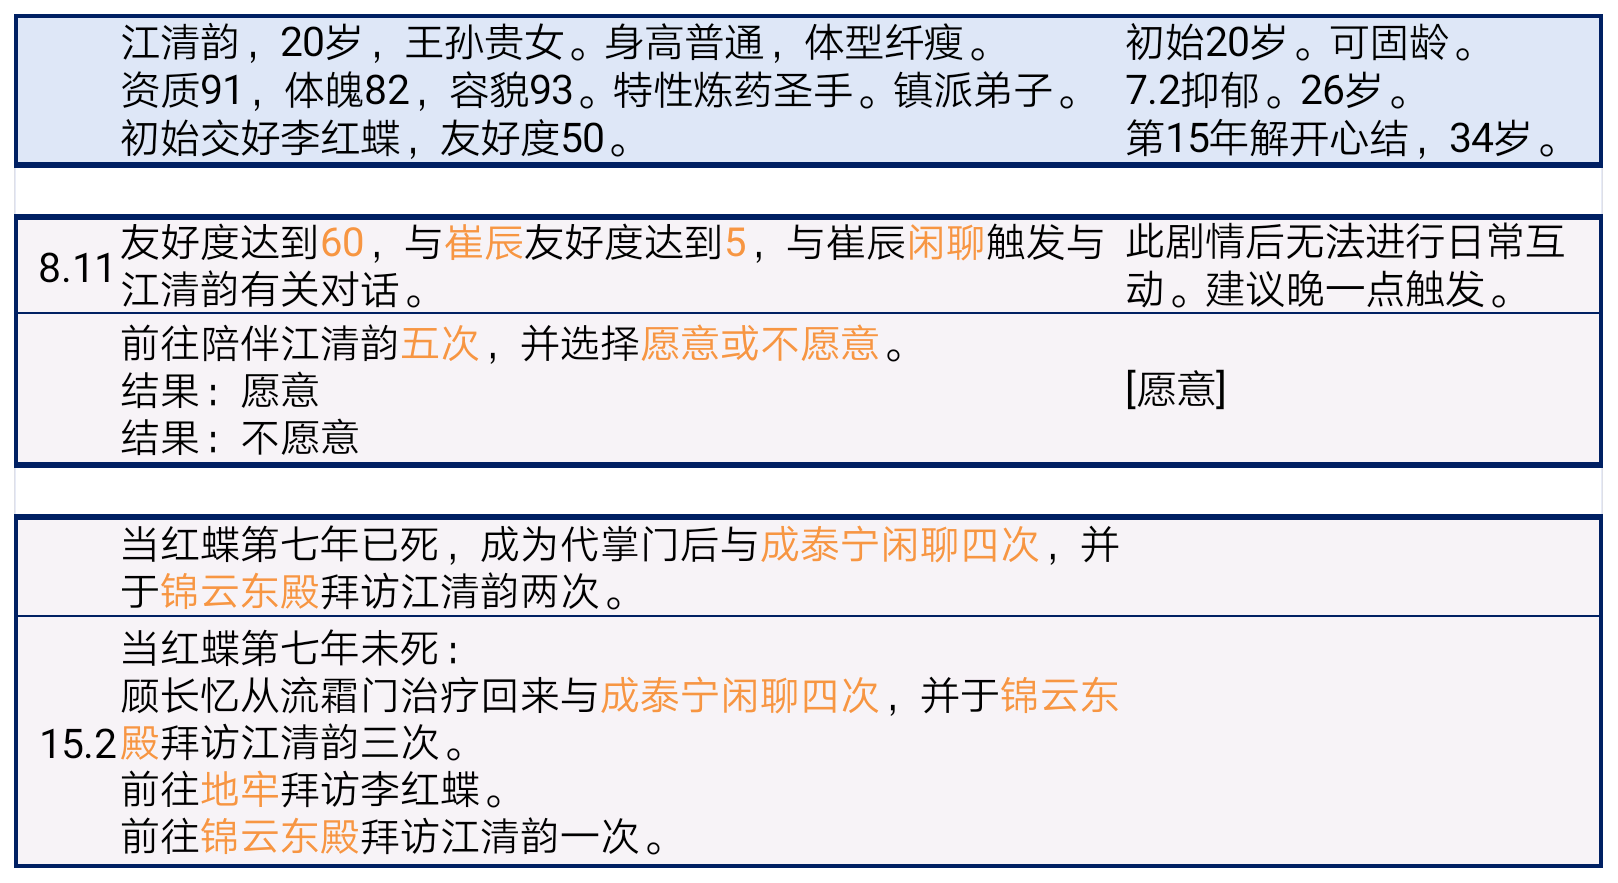 江清韵，20岁，王孙贵女。身高普通，体型纤瘦。
资质91，体魄82，容貌93。特性炼药圣手。镇派弟子。
初始交好李红蝶，友好度50。
初始20岁。可固龄。
7.2抑郁。26岁。
第15年解开心结，34岁。
8.11
友好度达到60，与崔辰友好度达到5，与崔辰闲聊触发与
江清韵有关对话。
此剧情后无法进行日常互
动。建议晚一点触发。
前往陪伴江清韵五次，并选择愿意或不愿意。
结果：愿意
结果：不愿意
[愿意]
当红蝶第七年已死，成为代掌门后与成泰宁闲聊四次，并
于锦云东殿拜访江清韵两次。
15.2
当红蝶第七年未死：
顾长忆从流霜门治疗回来与成泰宁闲聊四次，并于锦云东
殿拜访江清韵三次。
前往地牢拜访李红蝶。
前往锦云东殿拜访江清韵一次。